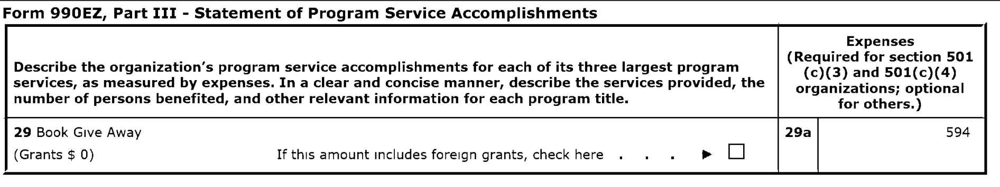 Form 990EZ, Part III - Statement of Program Service Accomplishments
Describe the organization’s program service accomplishments for each of its three largest program
services, as measured by expenses. In a clear and concise manner, describe the services provided, the
number of persons benefited, and other relevant information for each program title.
Expenses
(Required for section 501
(c)(3) and 501(c)(4)
organizations; optional
for others.)
29 Book Give Away
(Grants $ 0) If this amount includes foreign grants, check here . . . ► ☐
29a 594